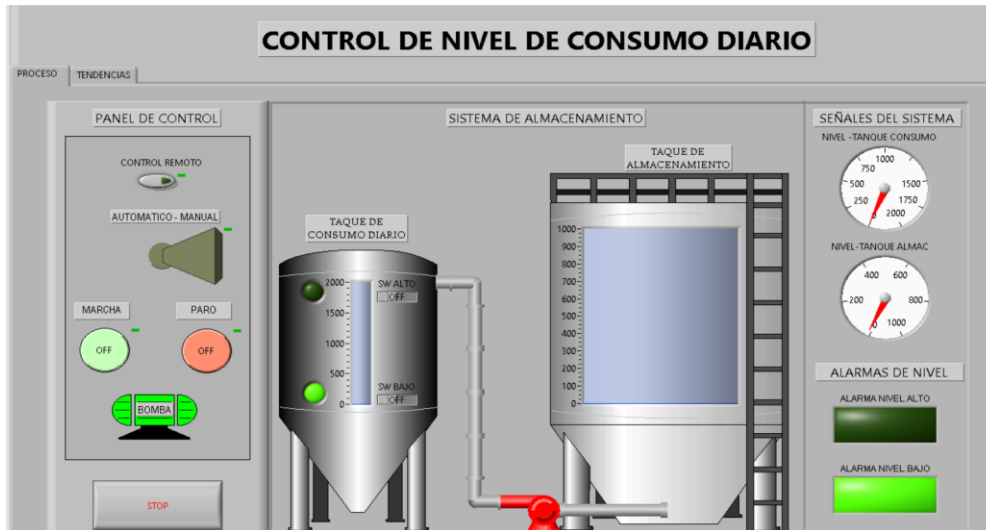 CONTROL DE NIVEL DE CONSUMO DIARIO
PROCESO
TENDENCIAS
PANEL DE CONTROL
CONTROL REMOTO
AUTOMATICO - MANUAL
MARCHA
PARO
OFF
OFF
BOMBA
STOP
SISTEMA DE ALMACENAMIENTO
TAQUE DE
CONSUMO DIARIO
2000
1500
1000
500
0
SW ALTO
OFF
SW BAJO
OFF
TAQUE DE
ALMACENAMIENTO
1000
900
800
700
600
500
400
300
200
100
0
SEÑALES DEL SISTEMA
NIVEL -TANQUE CONSUMO
0
250
500
750
1000
1500
1750
2000
NIVEL-TANQUE ALMAC
0
200
400
600
800
1000
ALARMAS DE NIVEL
ALARMA NIVEL ALTO
ALARMA NIVEL BAJO